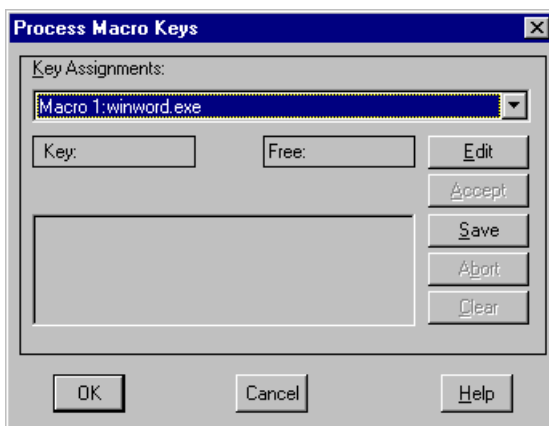 Process Macro Keys
Key Assignments:
Macro 1:winword.exe
Key:
Free:
Edit
Accept
Save
Abort
Clear
OK
Cancel
Help